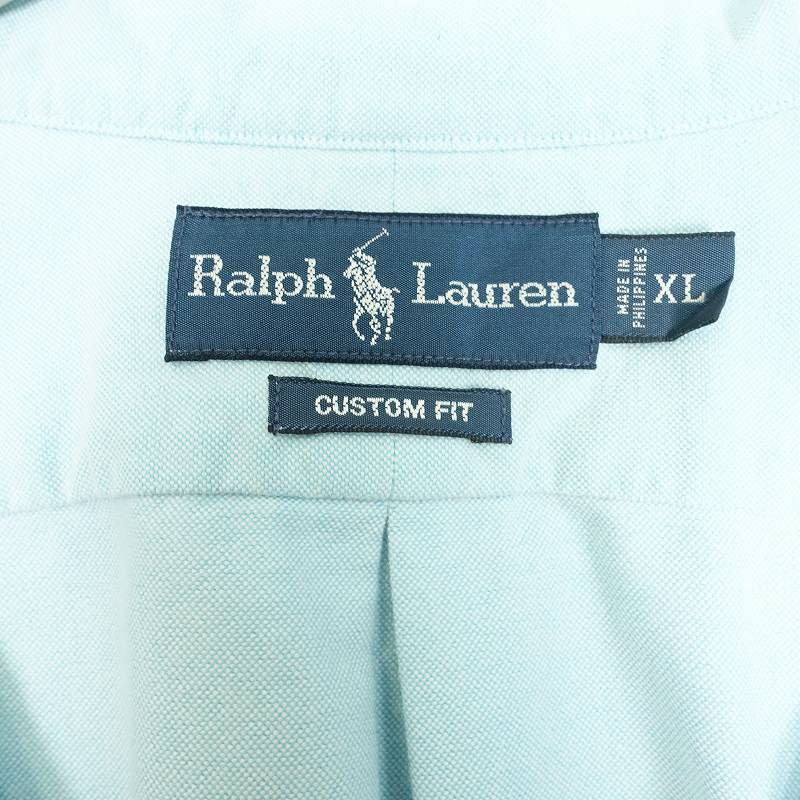 Ralph Lauren
MADE IN
PHILIPPINES
XL
CUSTOM FIT